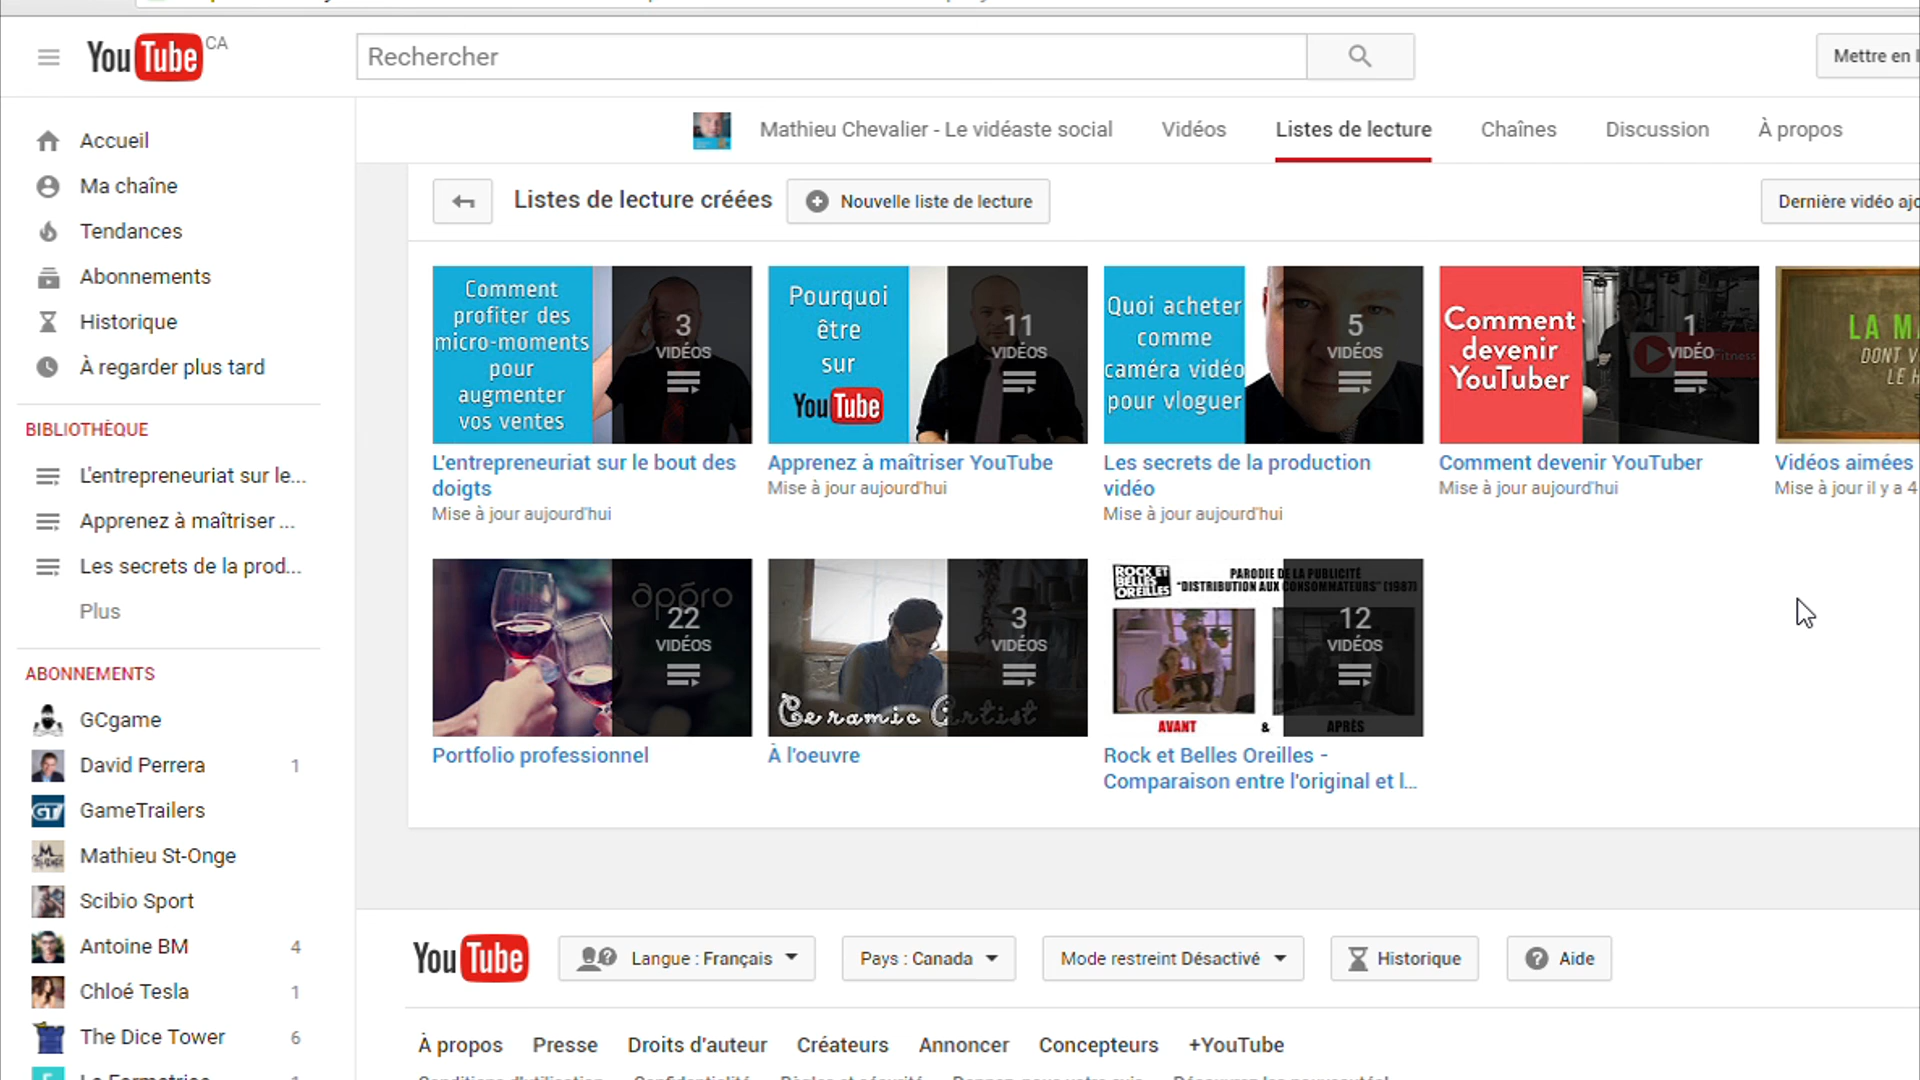 YouTube CA
Rechercher
Mettre en l
Accueil
Ma chaîne
Tendances
Abonnements
Historique
À regarder plus tard
BIBLIOTHÈQUE
L'entrepreneuriat sur le...
Apprenez à maîtriser ...
Les secrets de la prod...
Plus
ABONNEMENTS
GCgame
David Perrera 1
GT
GameTrailers
Mathieu St-Onge
Scibio Sport
Antoine BM 4
Chloé Tesla 1
The Dice Tower 6
Mathieu Chevalier - Le vidéaste social Vidéos Listes de lecture Chaînes Discussion À propos
Listes de lecture créées
Nouvelle liste de lecture
Dernière vidéo ajo
Comment
profiter des
micro-moments
pour
augmenter
vos ventes
3
VIDÉOS
L'entrepreneuriat sur le bout des
doigts
Mise à jour aujourd'hui
Pourquoi
être
sur
YouTube
11
VIDÉOS
Apprenez à maîtriser YouTube
Mise à jour aujourd'hui
Quoi acheter
comme
caméra vidéo
pour vloguer
5
VIDÉOS
Les secrets de la production
vidéo
Mise à jour aujourd'hui
Comment
devenir
YouTuber
1
VIDÉO
Fitness
Comment devenir YouTuber
Mise à jour aujourd'hui
LA M
DONT V
LE H
Vidéos aimées
Mise à jour il y a 4
apéro
22
VIDÉOS
Portfolio professionnel
Ceramic Artist
3
VIDÉOS
À l'oeuvre
ROCK ET
BELLES
OREILLES
PARODIE DE LA PUBLICITÉ
"DISTRIBUTION AUX CONSOMMATEURS" (1987)
12
VIDÉOS
AVANT & APRÈS
Rock et Belles Oreilles -
Comparaison entre l'original et l...
YouTube
Langue : Français
Pays : Canada
Mode restreint Désactivé
Historique
Aide
À propos Presse Droits d'auteur Créateurs Annoncer Concepteurs +YouTube